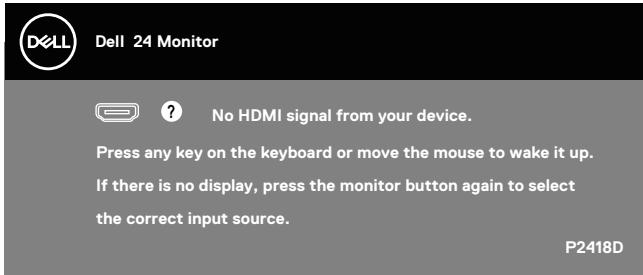 DELL
Dell 24 Monitor
? No HDMI signal from your device.
Press any key on the keyboard or move the mouse to wake it up.
If there is no display, press the monitor button again to select
the correct input source.
P2418D